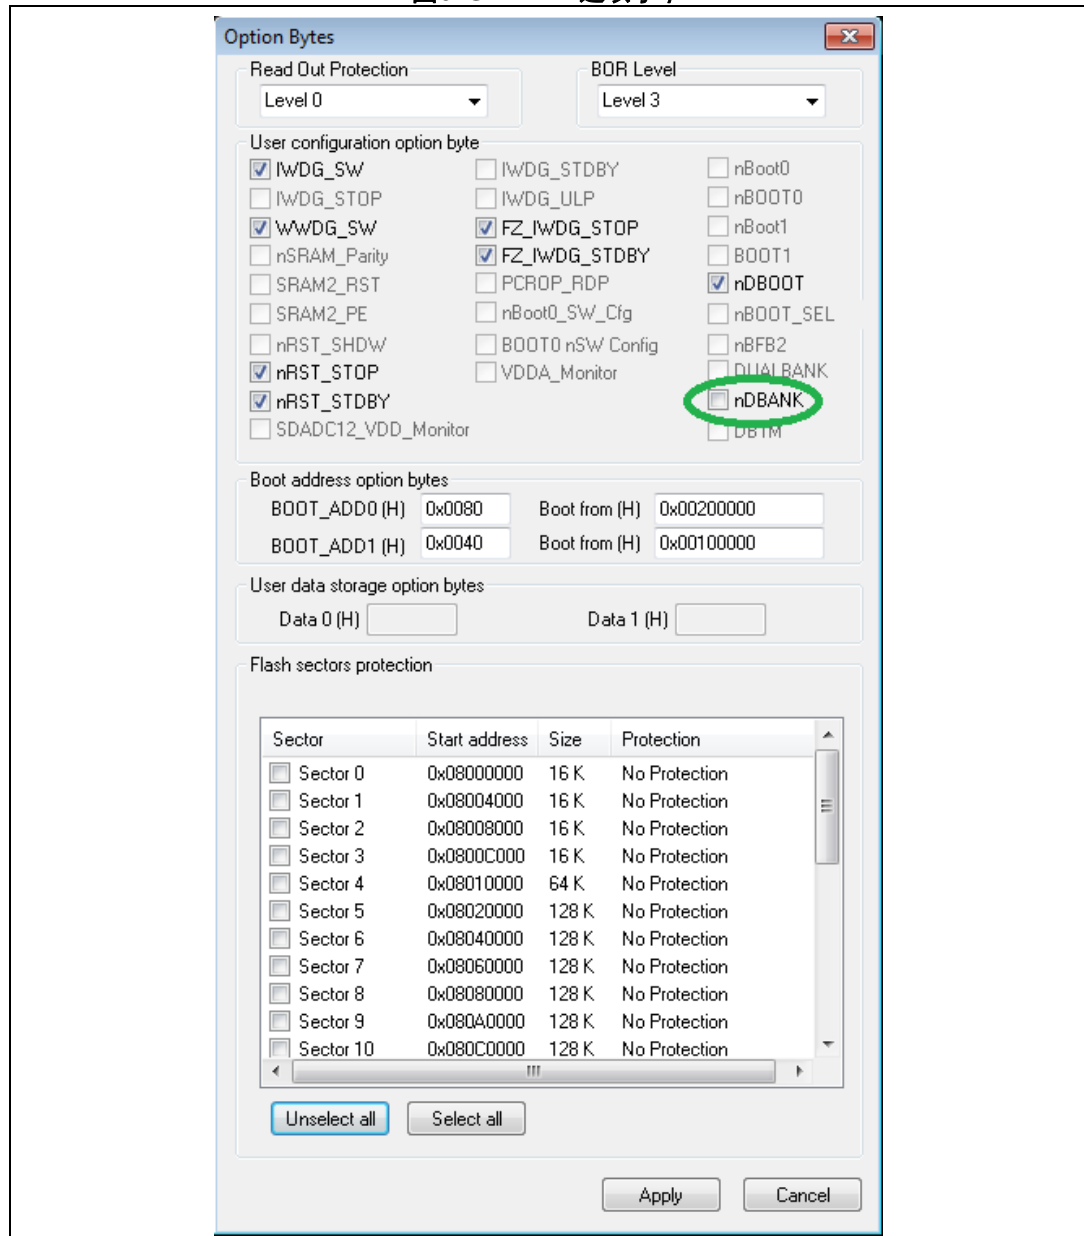 Option Bytes
Read Out Protection BOR Level
Level 0 Level 3
User configuration option byte
IWDG_SW IWDG_STDBY nBoot0
IWDG_STOP IWDG_ULP nBOOT0
WWDG_SW FZ_IWDG_STOP nBoot1
nSRAM_Parity FZ_IWDG_STDBY BOOT1
SRAM2_RST PCROP_RDP nDBOOT
SRAM2_PE nBoot0_SW_Cfg nBOOT_SEL
nRST_SHDW BOOT0 nSW Config nBFB2
nRST_STOP VDDA_Monitor DUALBANK
nRST_STDBY nDBANK
SDADC12_VDD_Monitor DB1M
Boot address option bytes
BOOT_ADD0 (H) 0x0080 Boot from (H) 0x00200000
BOOT_ADD1 (H) 0x0040 Boot from (H) 0x00100000
User data storage option bytes
Data 0 (H) Data 1 (H)
Flash sectors protection
Sector Start address Size Protection
Sector 0 0x08000000 16 K No Protection
Sector 1 0x08004000 16 K No Protection
Sector 2 0x08008000 16 K No Protection
Sector 3 0x0800C000 16 K No Protection
Sector 4 0x08010000 64 K No Protection
Sector 5 0x08020000 128 K No Protection
Sector 6 0x08040000 128 K No Protection
Sector 7 0x08060000 128 K No Protection
Sector 8 0x08080000 128 K No Protection
Sector 9 0x080A0000 128 K No Protection
Sector 10 0x080C0000 128 K No Protection
Unselect all Select all
Apply Cancel